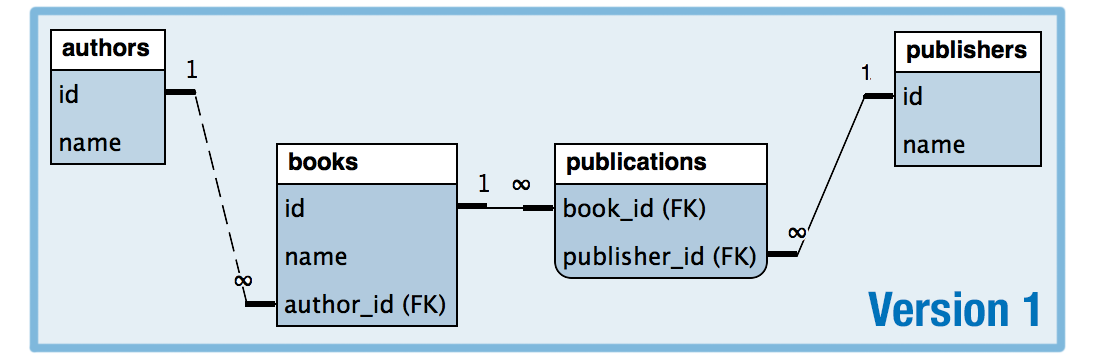 authors
id
name
1
∞
books
id
name
author_id (FK)
1
∞
publications
book_id (FK)
publisher_id (FK)
∞
1
publishers
id
name
Version 1